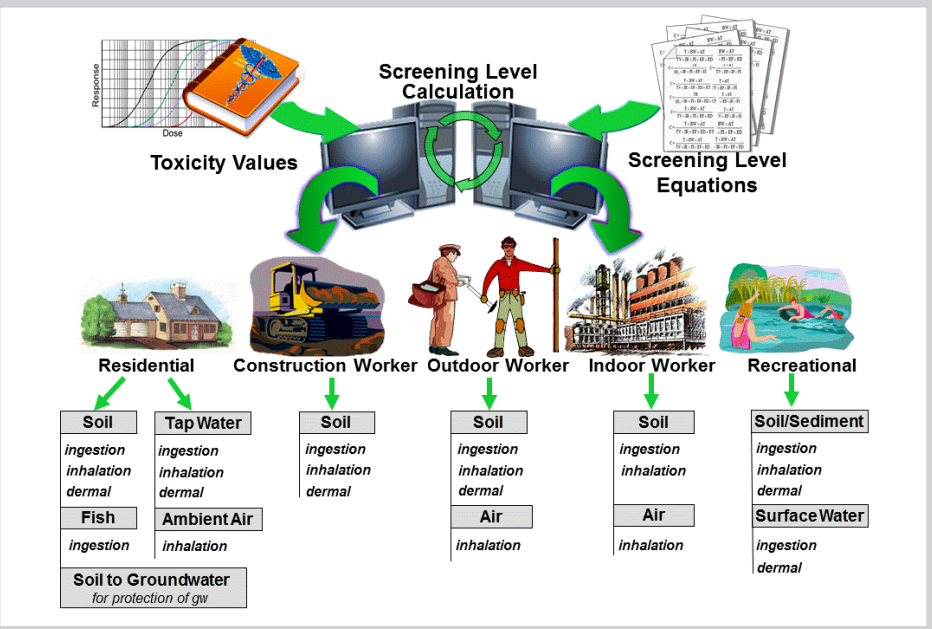 Response
Dose
Toxicity Values
Screening Level
Calculation
Screening Level
Equations
Residential
Construction Worker
Outdoor Worker
Indoor Worker
Recreational
Soil
ingestion
inhalation
dermal
Fish
ingestion
Tap Water
ingestion
inhalation
dermal
Ambient Air
inhalation
Soil to Groundwater
for protection of gw
Soil
ingestion
inhalation
dermal
Soil
ingestion
inhalation
dermal
Air
inhalation
Soil
ingestion
inhalation
Air
inhalation
Soil/Sediment
ingestion
inhalation
dermal
Surface Water
ingestion
dermal